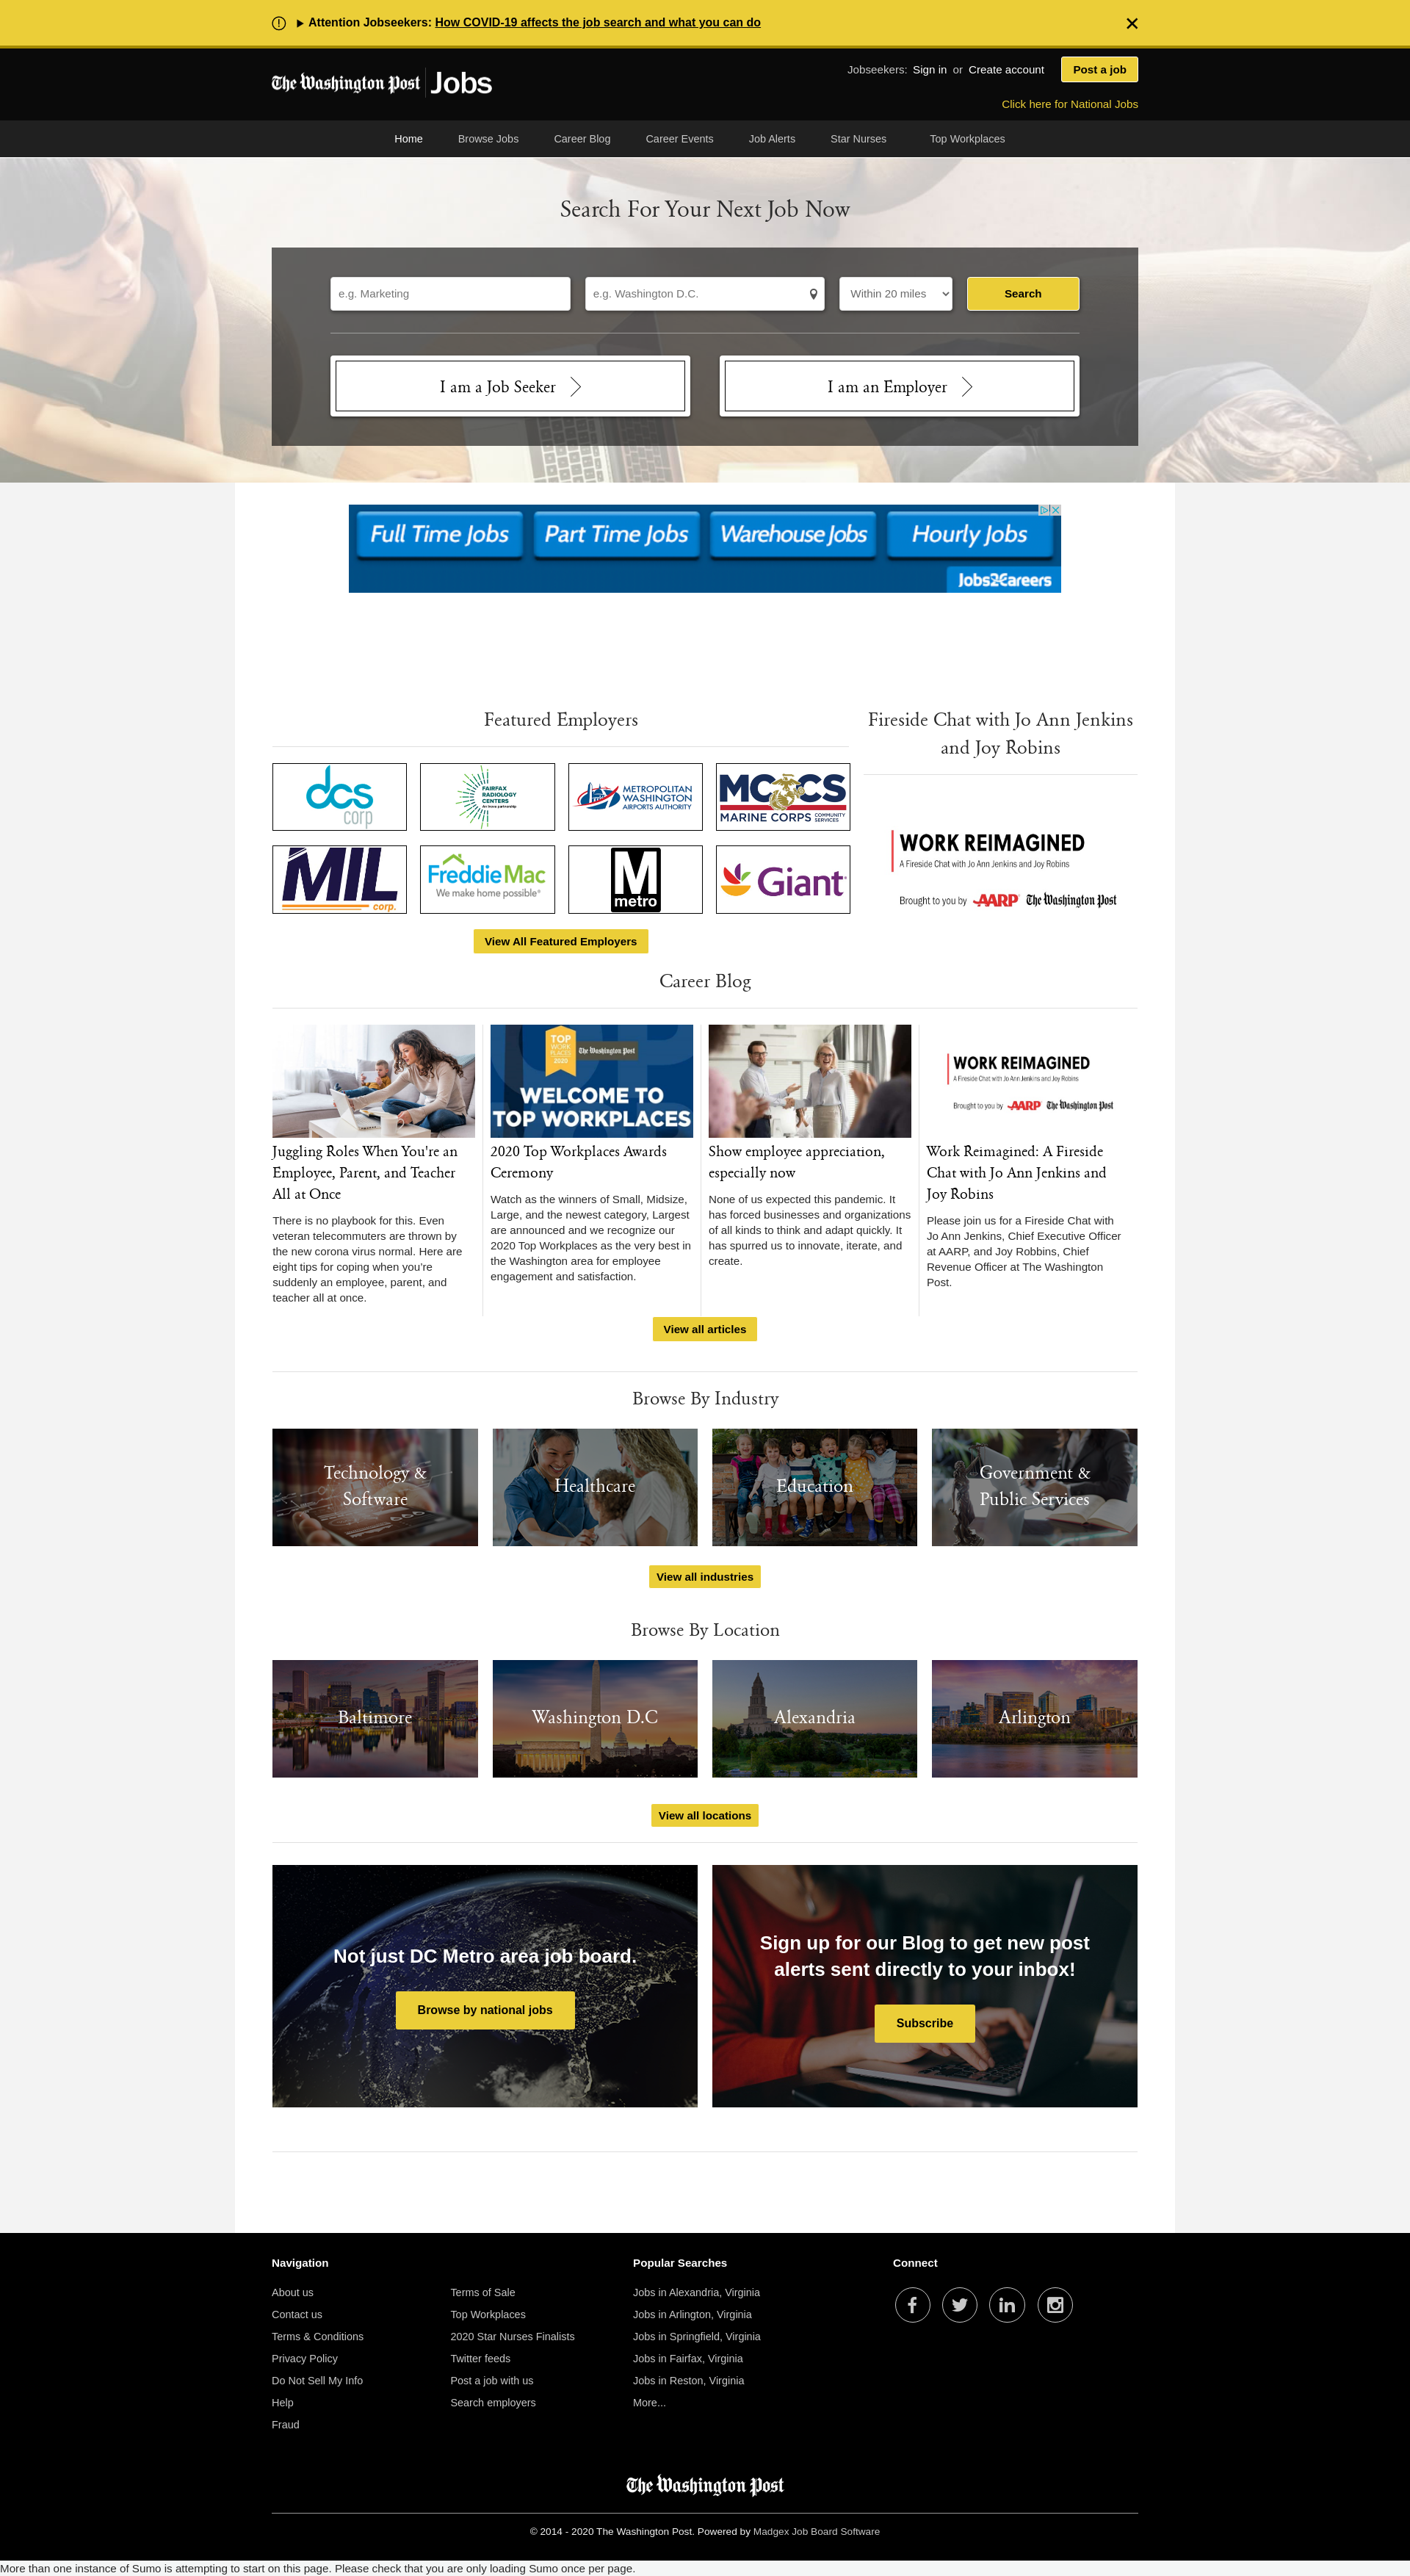 Attention Jobseekers: How COVID-19 affects the job search and what you can do
The Washington Post Jobs
Jobseekers: Sign in or Create account
Post a job
Click here for National Jobs
Home Browse Jobs Career Blog Career Events Job Alerts Star Nurses Top Workplaces
Search For Your Next Job Now
e.g. Marketing
e.g. Washington D.C.
Within 20 miles
Search
I am a Job Seeker
I am an Employer
Full Time Jobs
Part Time Jobs
Warehouse Jobs
Hourly Jobs
Jobs2Careers
Featured Employers
dcs
corp
FAIRFAX
RADIOLOGY
CENTERS
An Inova partnership
METROPOLITAN
WASHINGTON
AIRPORTS AUTHORITY
MCCS
MARINE CORPS COMMUNITY SERVICES
MIL
corp.
FreddieMac
We make home possible®
M
metro
Giant
View All Featured Employers
Fireside Chat with Jo Ann Jenkins
and Joy Robins
WORK REIMAGINED
A Fireside Chat with Jo Ann Jenkins and Joy Robins
Brought to you by AARP The Washington Post
Career Blog
Juggling Roles When You're an
Employee, Parent, and Teacher
All at Once
There is no playbook for this. Even
veteran telecommuters are thrown by
the new corona virus normal. Here are
eight tips for coping when you’re
suddenly an employee, parent, and
teacher all at once.
TOP
WORK
PLACES
2020
The Washington Post
WELCOME TO
TOP WORKPLACES
2020 Top Workplaces Awards
Ceremony
Watch as the winners of Small, Midsize,
Large, and the newest category, Largest
are announced and we recognize our
2020 Top Workplaces as the very best in
the Washington area for employee
engagement and satisfaction.
Show employee appreciation,
especially now
None of us expected this pandemic. It
has forced businesses and organizations
of all kinds to think and adapt quickly. It
has spurred us to innovate, iterate, and
create.
WORK REIMAGINED
A Fireside Chat with Jo Ann Jenkins and Joy Robins
Brought to you by AARP The Washington Post
Work Reimagined: A Fireside
Chat with Jo Ann Jenkins and
Joy Robins
Please join us for a Fireside Chat with
Jo Ann Jenkins, Chief Executive Officer
at AARP, and Joy Robbins, Chief
Revenue Officer at The Washington
Post.
View all articles
Browse By Industry
Technology &
Software
Healthcare
Education
Government &
Public Services
View all industries
Browse By Location
Baltimore
Washington D.C
Alexandria
Arlington
View all locations
Not just DC Metro area job board.
Browse by national jobs
Sign up for our Blog to get new post
alerts sent directly to your inbox!
Subscribe
Navigation
About us
Contact us
Terms & Conditions
Privacy Policy
Do Not Sell My Info
Help
Fraud
Terms of Sale
Top Workplaces
2020 Star Nurses Finalists
Twitter feeds
Post a job with us
Search employers
Popular Searches
Jobs in Alexandria, Virginia
Jobs in Arlington, Virginia
Jobs in Springfield, Virginia
Jobs in Fairfax, Virginia
Jobs in Reston, Virginia
More...
Connect
The Washington Post
© 2014 - 2020 The Washington Post. Powered by Madgex Job Board Software
More than one instance of Sumo is attempting to start on this page. Please check that you are only loading Sumo once per page.